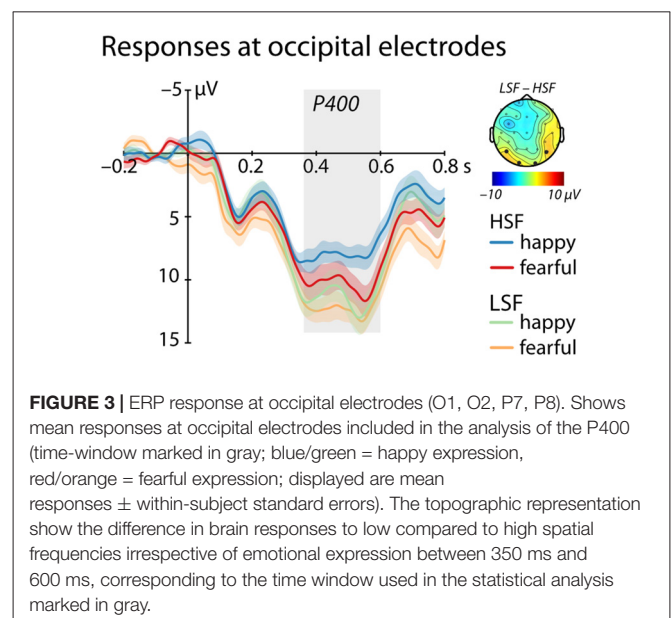 Responses at occipital electrodes
−5 μV
P400
LSF − HSF
−0.2 0.2 0.4 0.6 0.8 s
−10 10 μV
5
HSF
happy
10
fearful
LSF
happy
15
fearful
FIGURE 3 | ERP response at occipital electrodes (O1, O2, P7, P8). Shows
mean responses at occipital electrodes included in the analysis of the P400
(time-window marked in gray; blue/green = happy expression,
red/orange = fearful expression; displayed are mean
responses ± within-subject standard errors). The topographic representation
show the difference in brain responses to low compared to high spatial
frequencies irrespective of emotional expression between 350 ms and
600 ms, corresponding to the time window used in the statistical analysis
marked in gray.